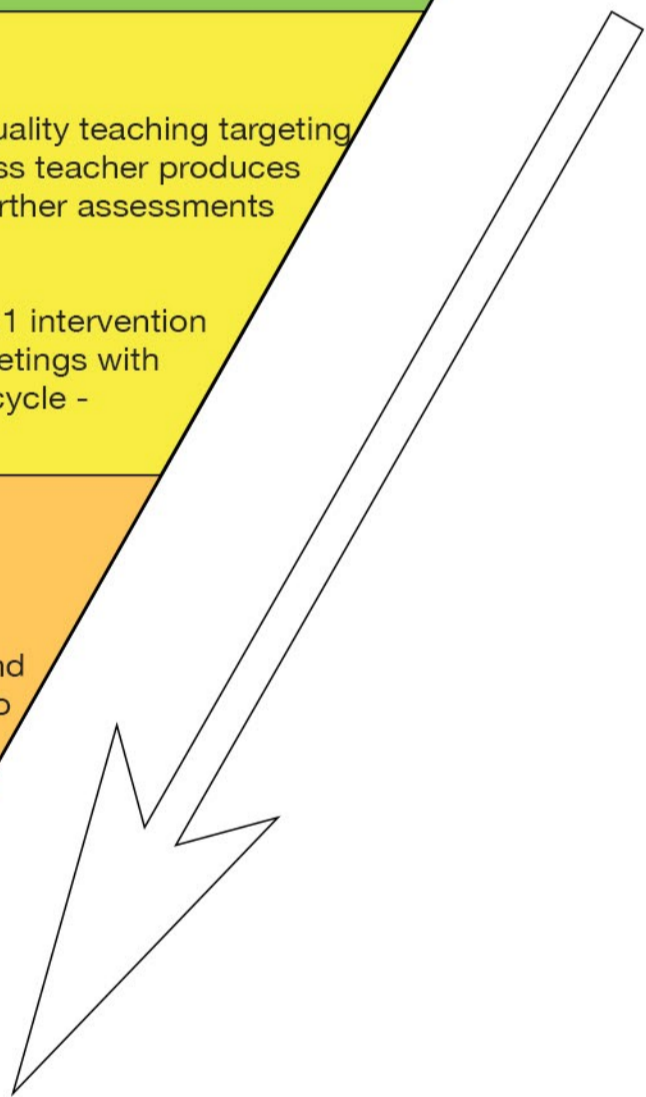 uality teaching targeting
ss teacher produces
rther assessments
1 intervention
etings with
cycle -
nd